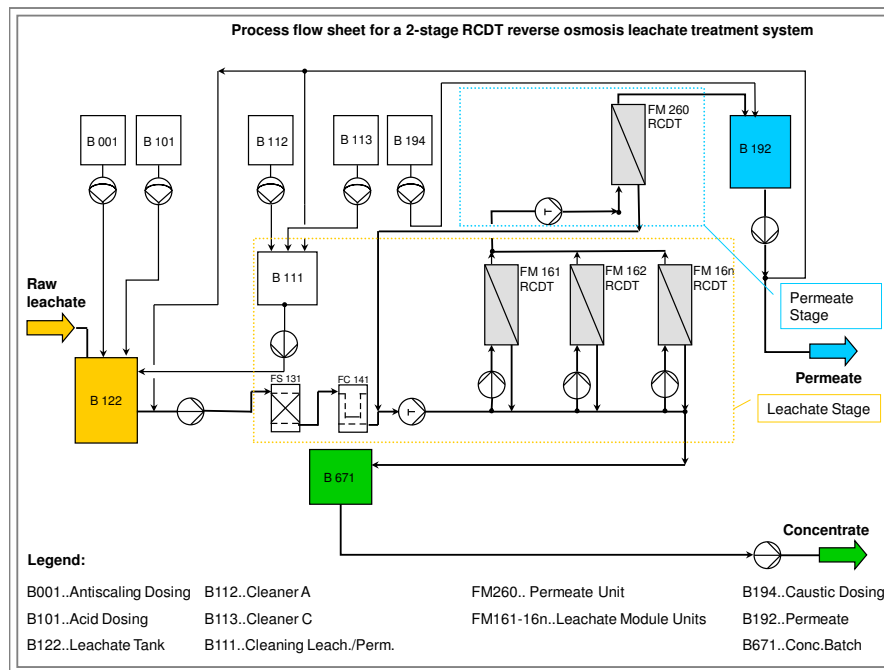 Process flow sheet for a 2-stage RCDT reverse osmosis leachate treatment system
FM 260
RCDT
B 001
B 101
B 112
B 113
B 194
B 192
T
B 111
FM 161
RCDT
FM 162
RCDT
FM 16n
RCDT
Raw
leachate
Permeate
Stage
B 122
FS 131
FC 141
T
Permeate
Leachate Stage
B 671
Concentrate
Legend:
B001..Antiscaling Dosing
B112..Cleaner A
FM260.. Permeate Unit
B194..Caustic Dosing
B101..Acid Dosing
B113..Cleaner C
FM161-16n..Leachate Module Units
B192..Permeate
B122..Leachate Tank
B111..Cleaning Leach./Perm.
B671..Conc.Batch